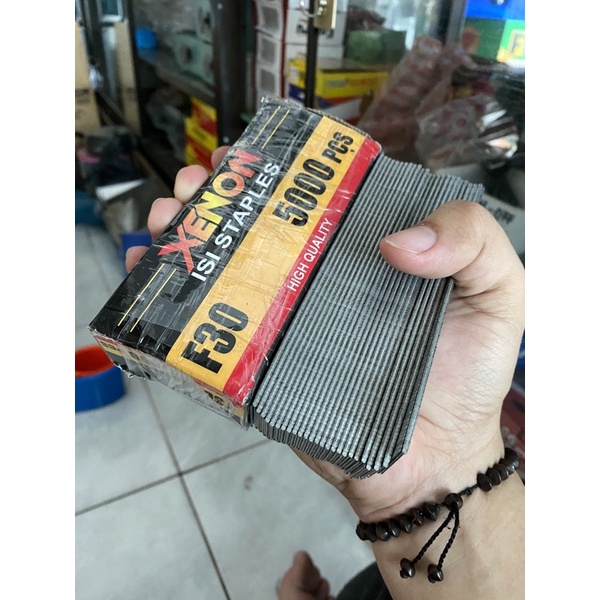 XENON
ISI STAPLES
F30
5000 PCS
HIGH QUALITY